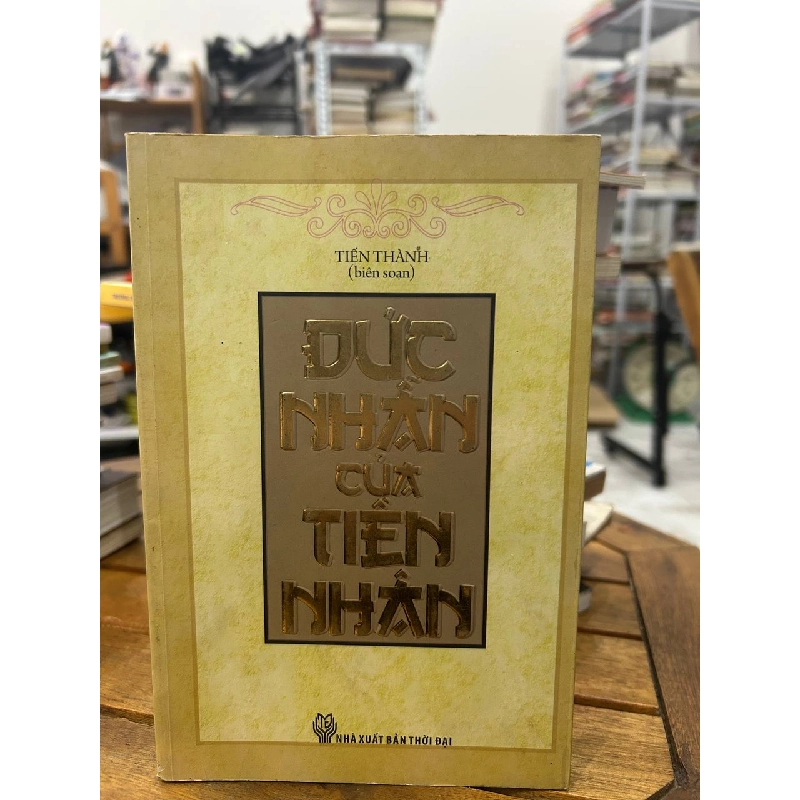 TIẾN THÀNH
(biên soạn)
ĐỨC
NHẪN
CỦA
TIỀN
NHÂN
NHÀ XUẤT BẢN THỜI ĐẠI